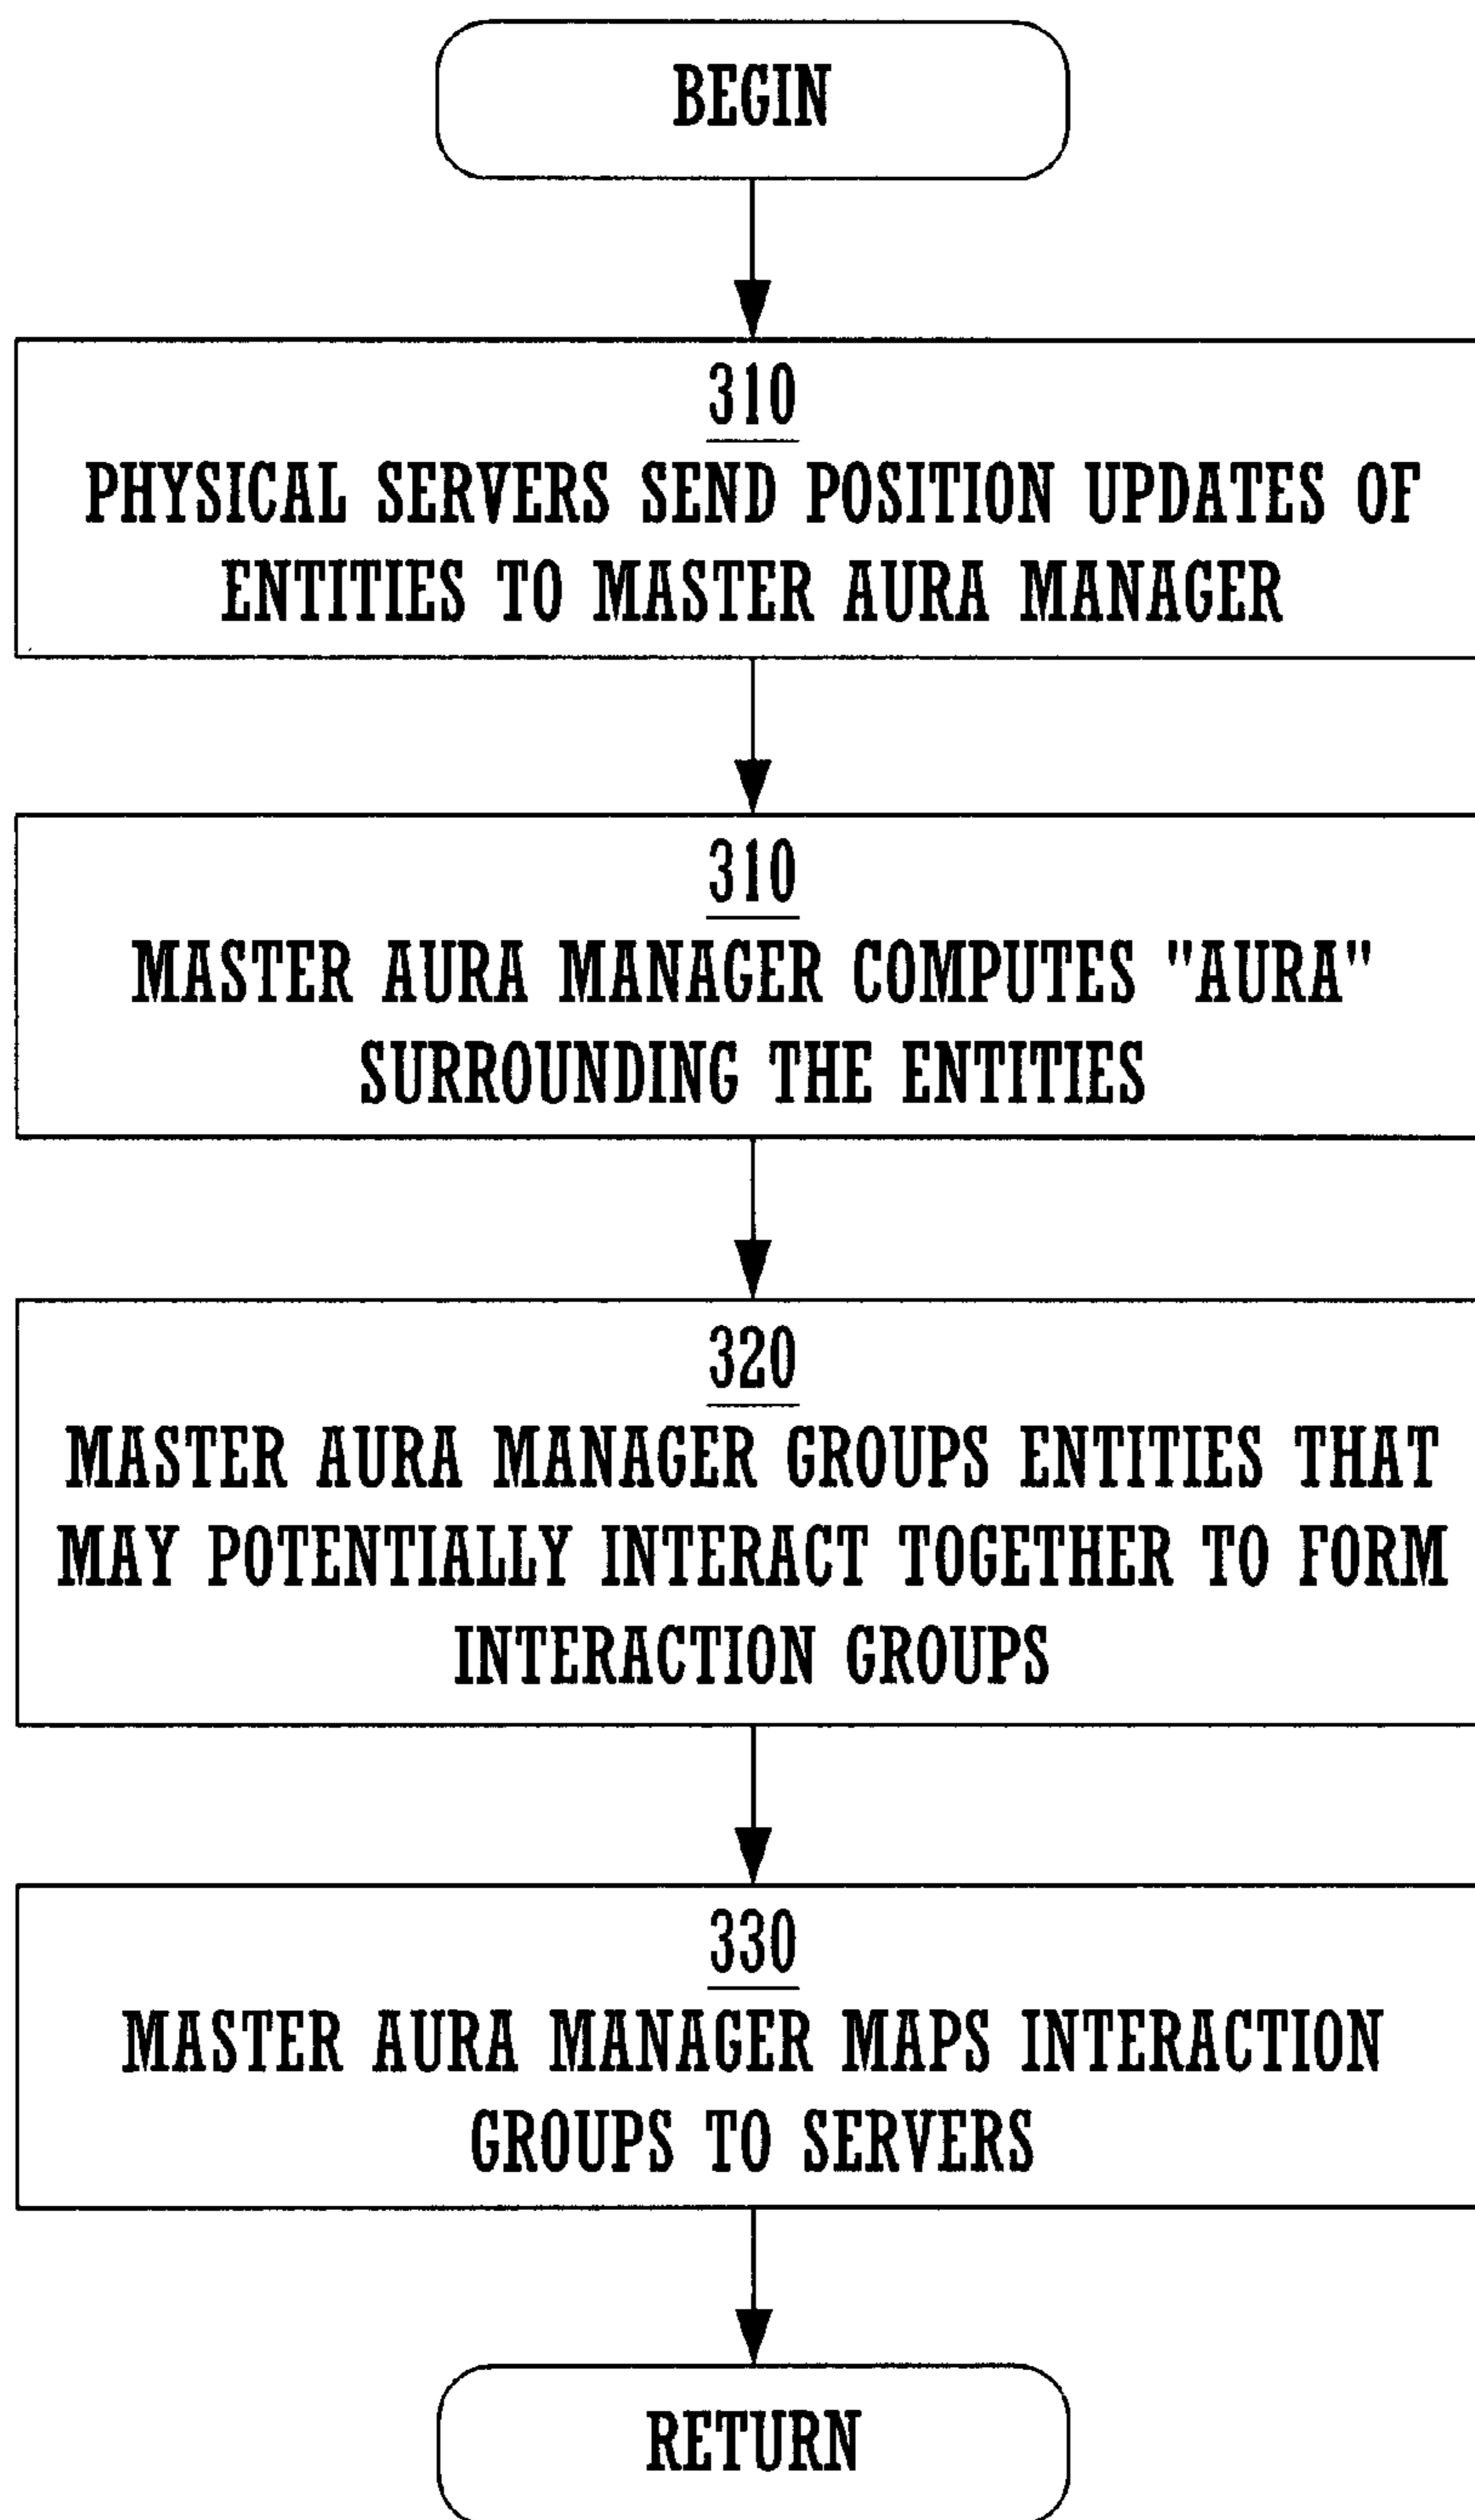 BEGIN
310
PHYSICAL SERVERS SEND POSITION UPDATES OF
ENTITIES TO MASTER AURA MANAGER
310
MASTER AURA MANAGER COMPUTES "AURA"
SURROUNDING THE ENTITIES
320
MASTER AURA MANAGER GROUPS ENTITIES THAT
MAY POTENTIALLY INTERACT TOGETHER TO FORM
INTERACTION GROUPS
330
MASTER AURA MANAGER MAPS INTERACTION
GROUPS TO SERVERS
RETURN